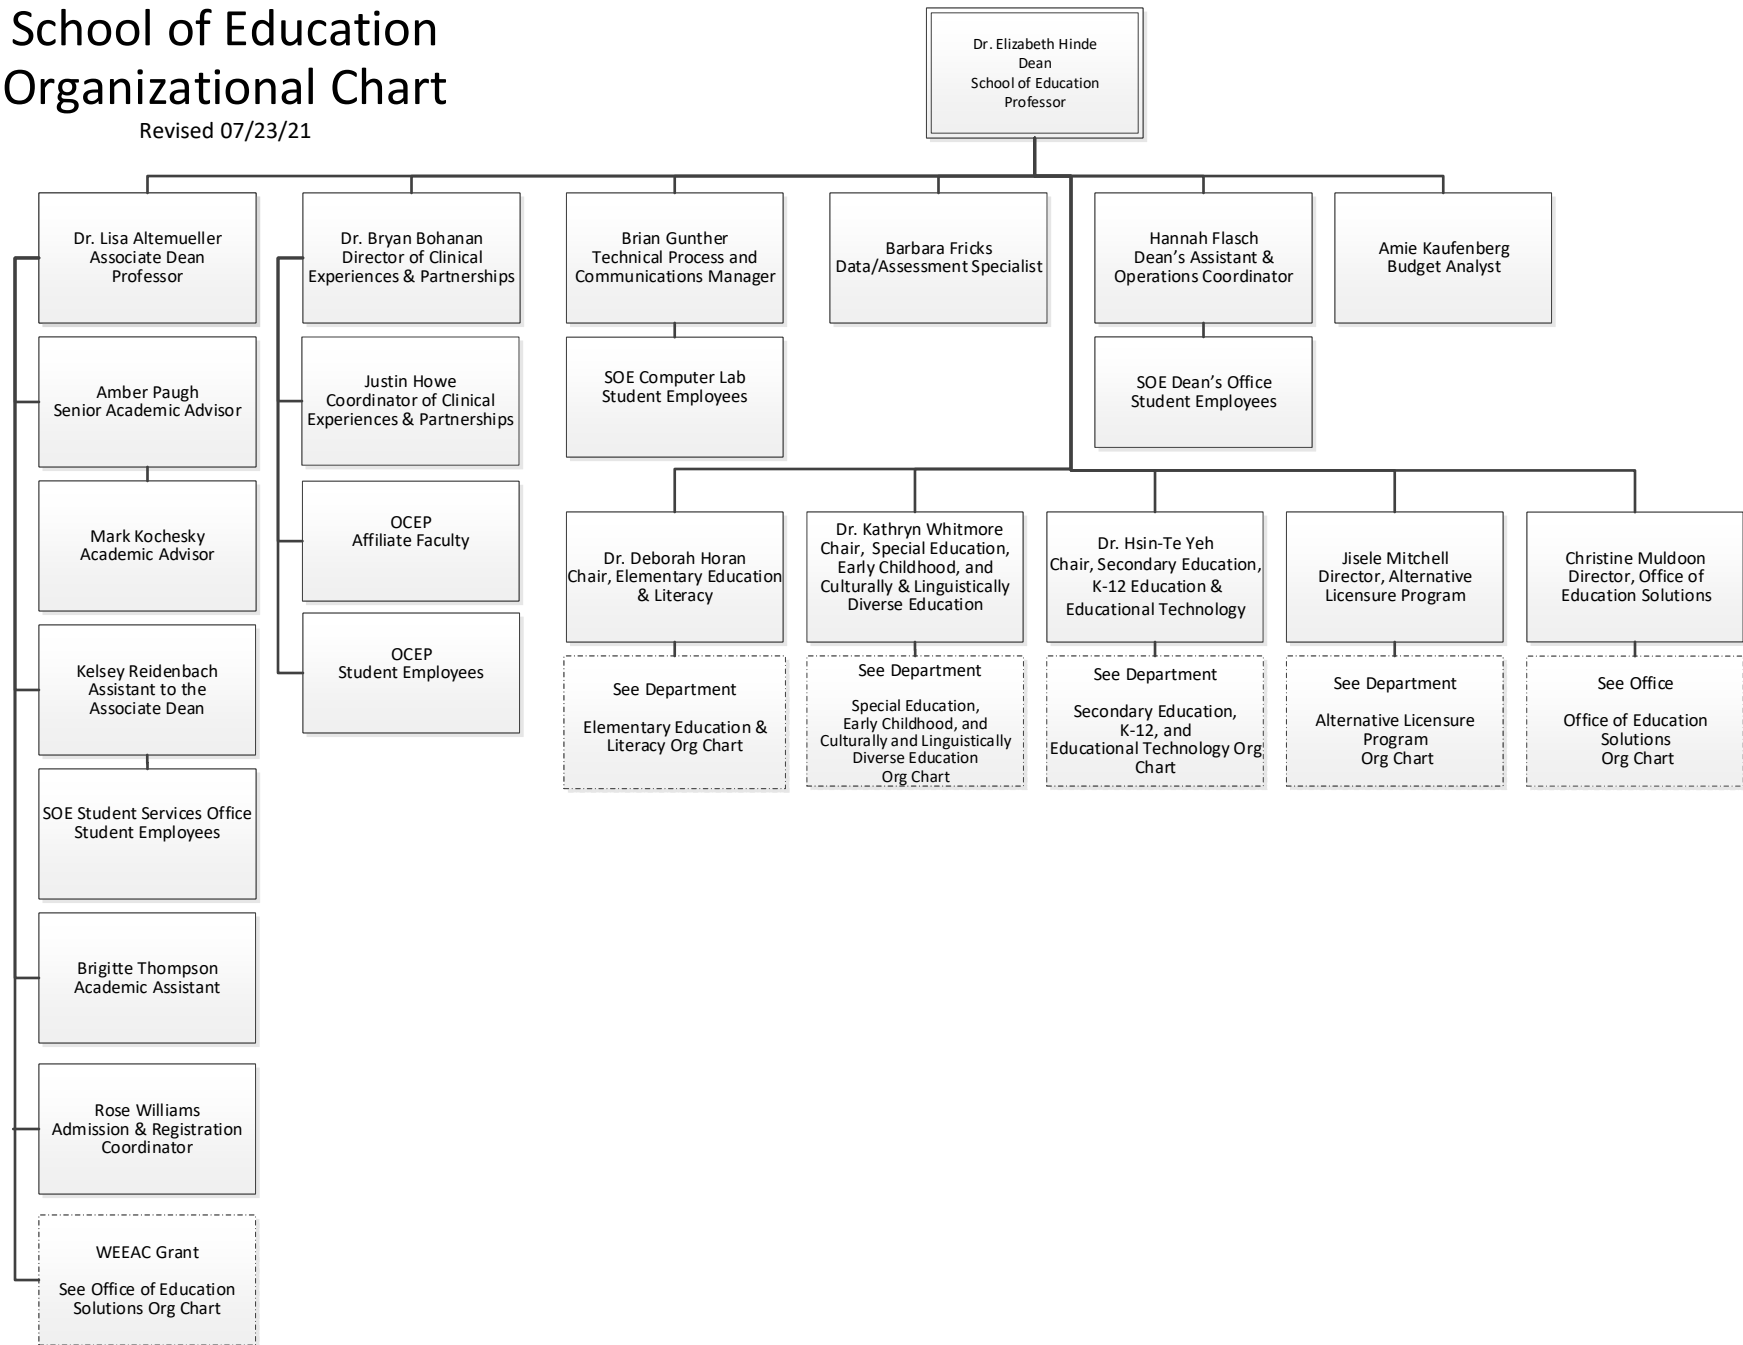 School of Education
Organizational Chart
Revised 07/23/21
Dr. Elizabeth Hinde
Dean
School of Education
Professor
Dr. Lisa Altemueller
Associate Dean
Professor
Dr. Bryan Bohanan
Director of Clinical
Experiences & Partnerships
Brian Gunther
Technical Process and
Communications Manager
Barbara Fricks
Data/Assessment Specialist
Hannah Flasch
Dean's Assistant &
Operations Coordinator
Amie Kaufenberg
Budget Analyst
Amber Paugh
Senior Academic Advisor
Justin Howe
Coordinator of Clinical
Experiences & Partnerships
SOE Computer Lab
Student Employees
SOE Dean's Office
Student Employees
Mark Kochesky
Academic Advisor
OCEP
Affiliate Faculty
Dr. Deborah Horan
Chair, Elementary Education
& Literacy
Dr. Kathryn Whitmore
Chair, Special Education,
Early Childhood, and
Culturally & Linguistically
Diverse Education
Dr. Hsin-Te Yeh
Chair, Secondary Education,
K-12 Education &
Educational Technology
Jisele Mitchell
Director, Alternative
Licensure Program
Christine Muldoon
Director, Office of
Education Solutions
Kelsey Reidenbach
Assistant to the
Associate Dean
OCEP
Student Employees
See Department
Elementary Education &
Literacy Org Chart
See Department
Special Education,
Early Childhood, and
Culturally and Linguistically
Diverse Education
Org Chart
See Department
Secondary Education,
K-12, and
Educational Technology Org
Chart
See Department
Alternative Licensure
Program
Org Chart
See Office
Office of Education
Solutions
Org Chart
SOE Student Services Office
Student Employees
Brigitte Thompson
Academic Assistant
Rose Williams
Admission & Registration
Coordinator
WEEAC Grant
See Office of Education
Solutions Org Chart